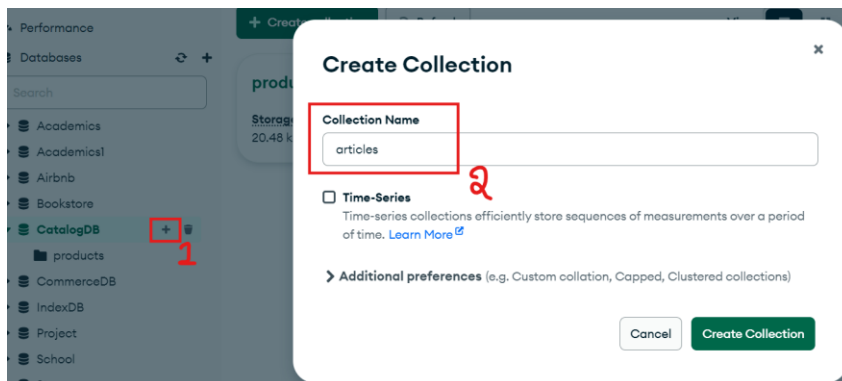 Performance
Databases
Search
Academics
Academics1
Airbnb
Bookstore
CatalogDB
products
CommerceDB
IndexDB
Project
School
1
+ Create
produ
Storag
20.48 k
Create Collection
Collection Name
articles
2
Time-Series
Time-series collections efficiently store sequences of measurements over a period
of time. Learn More
Additional preferences (e.g. Custom collation, Capped, Clustered collections)
Cancel
Create Collection